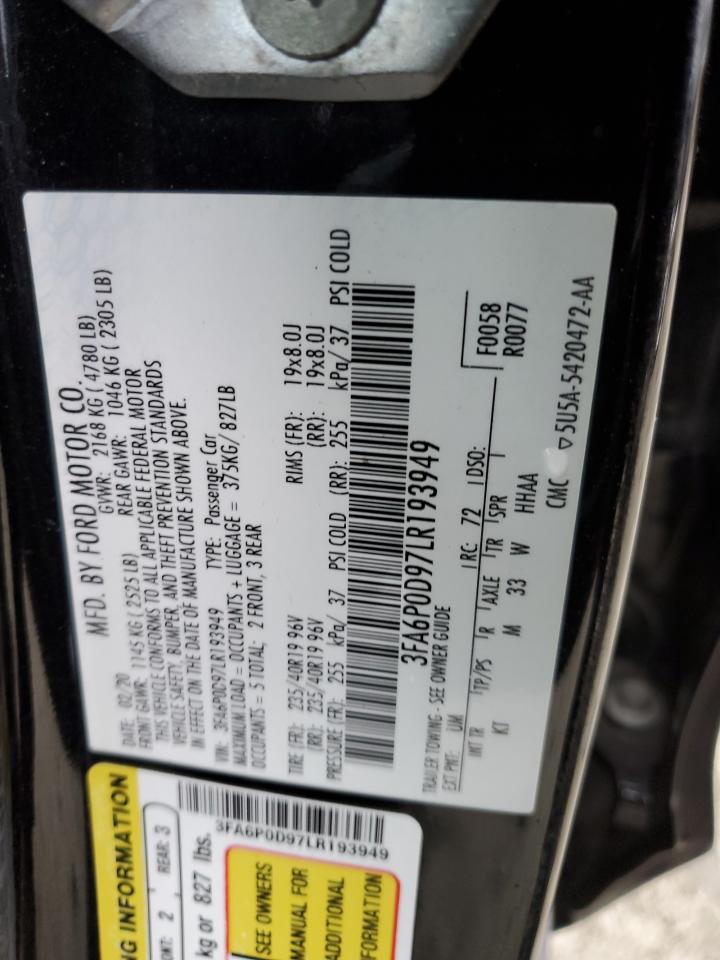 MFD. BY FORD MOTOR CO.
DATE: 02/20 GVWR: 2168 KG ( 4780 LB)
FRONT GAWR: 1145 KG ( 2525 LB) REAR GAWR: 1046 KG ( 2305 LB)
THIS VEHICLE CONFORMS TO ALL APPLICABLE FEDERAL MOTOR
VEHICLE SAFETY, BUMPER, AND THEFT PREVENTION STANDARDS
IN EFFECT ON THE DATE OF MANUFACTURE SHOWN ABOVE.
VIN: 3FA6P0D97LR193949 TYPE: Passenger Car
MAXIMUM LOAD = OCCUPANTS + LUGGAGE = 375KG/ 827LB
OCCUPANTS = 5 TOTAL; 2 FRONT, 3 REAR
TIRE (FR): 235/40R19 96V RIMS (FR): 19x8.0J
(RR): 235/40R19 96V (RR): 19x8.0J
PRESSURE (FR): 255 kPa/ 37 PSI COLD (RR): 255 kPa/ 37 PSI COLD
3FA6P0D97LR193949
TRAILER TOWING - SEE OWNER GUIDE
EXT PNT: UM RC: 72 DSO: F0058
INT TR TP/PS R AXLE TR SPR R0077
KT M 33 W HHAA
CMC ▽5U5A-5420472-AA
NG INFORMATION
ONT: 2 REAR: 3
kg or 827 lbs.
3FA6P0D97LR193949
SEE OWNERS
MANUAL FOR
ADDITIONAL
FORMATION